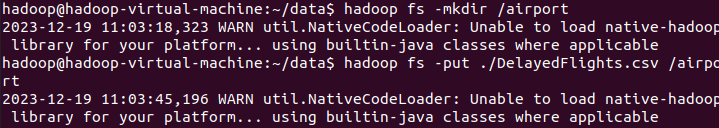 hadoop@hadoop-virtual-machine:~/data$ hadoop fs -mkdir /airport
2023-12-19 11:03:18,323 WARN util.NativeCodeLoader: Unable to load native-hadoop
 library for your platform... using builtin-java classes where applicable
hadoop@hadoop-virtual-machine:~/data$ hadoop fs -put ./DelayedFlights.csv /airpo
rt
2023-12-19 11:03:45,196 WARN util.NativeCodeLoader: Unable to load native-hadoop
 library for your platform... using builtin-java classes where applicable